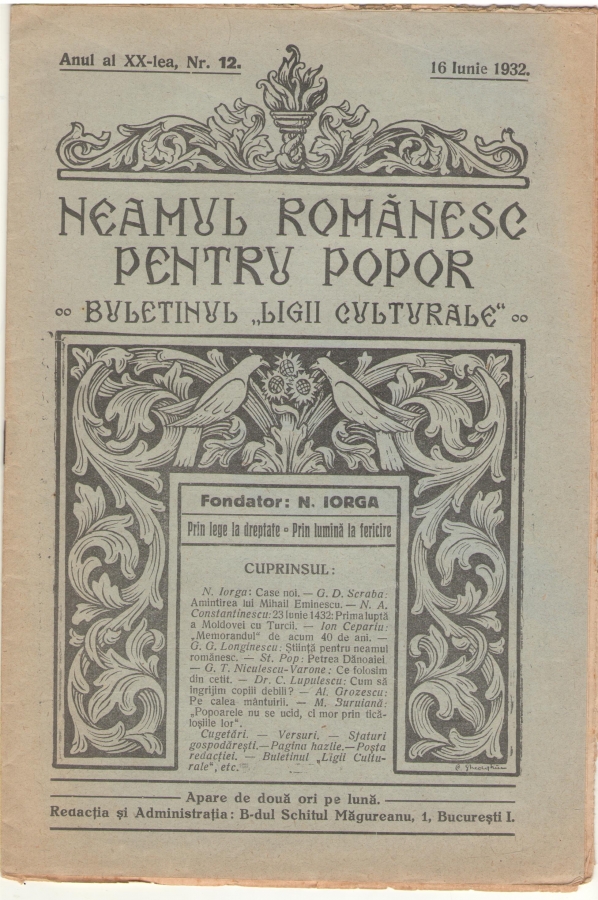 Anul al XX-lea, Nr. 12.
16 Iunie 1932.
NEAMUL ROMĂNESC
PENTRU POPOR
BULETINUL „LIGII CULTURALE“
Fondator: N. IORGA
Prin lege la dreptate - Prin lumină la fericire
CUPRINSUL:
N. Iorga: Case noi. — G. D. Scraba:
Amintirea lui Mihail Eminescu. — N. A.
Constantinescu: 23 Iunie 1432: Prima luptă
a Moldovei cu Turcii. — Ion Cepariu:
„Memorandul“ de acum 40 de ani. —
G. G. Longinescu: Știință pentru neamul
românesc. — St. Pop: Petrea Dănoaiei.
— G. T. Niculescu-Varone; Ce folosim
din cetit. — Dr. C. Lupulescu: Cum să
îngrijim copiii debili? — Al. Grozescu:
Pe calea mântuirii. — M. Suruiană:
„Popoarele nu se ucid, ci mor prin tică-
loșiile lor“.
Cugetări. — Versuri. — Sfaturi
gospodărești.—Pagina hazlie.—Poșta
redacției. — Buletinul „Ligii Cultu-
rale“, etc.
Apare de două ori pe lună.
Redacția și Administrația: B-dul Schitul Măgureanu, 1, București I.